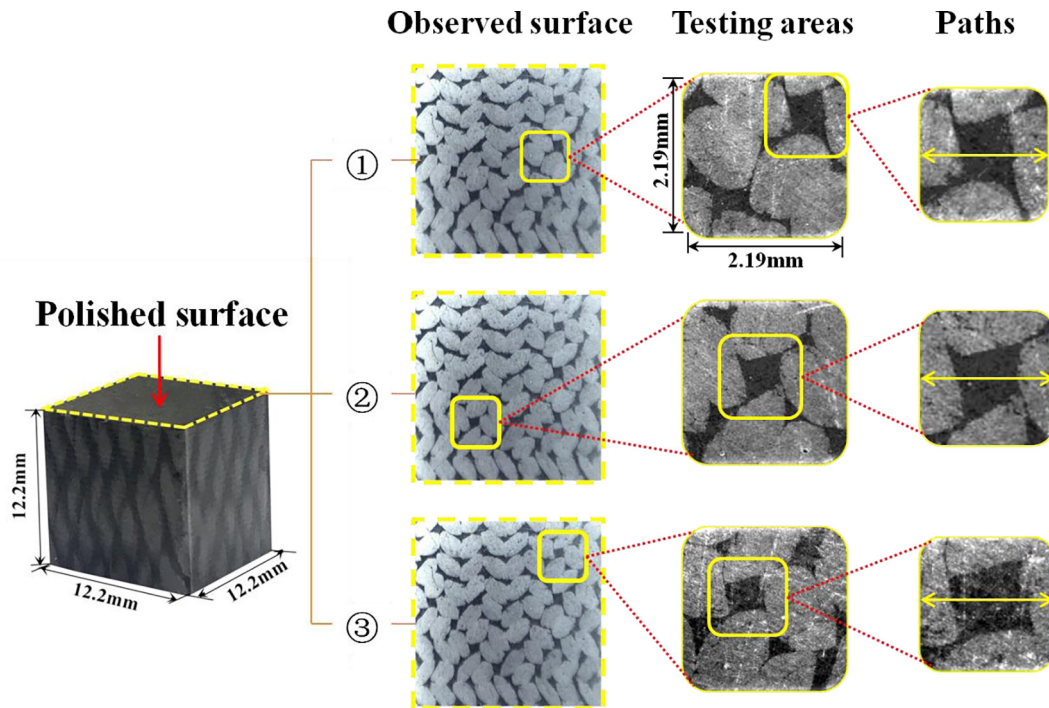 Observed surface
Testing areas
Paths
①
2.19mm
2.19mm
Polished surface
②
12.2mm
12.2mm
12.2mm
③